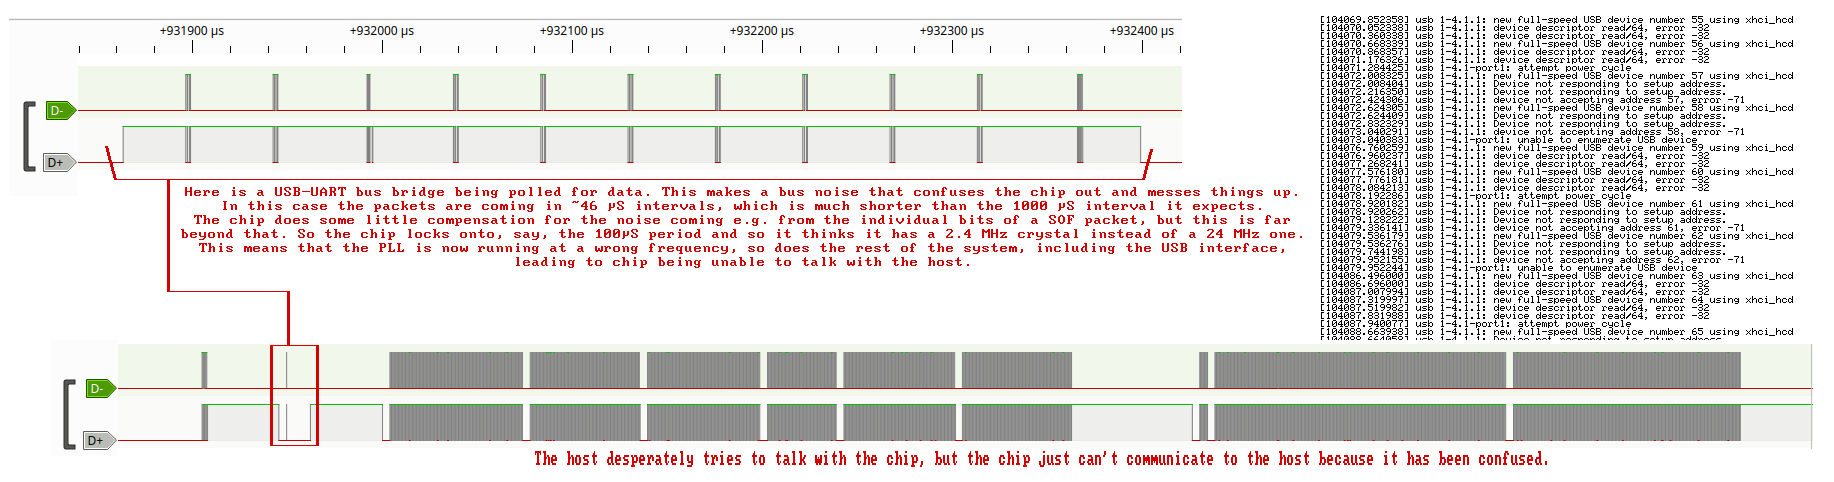 +931900 µs +932000 µs +932100 µs +932200 µs +932300 µs +932400 µs
D-
D+
Here is a USB-UART bus bridge being polled for data. This makes a bus noise that confuses the chip out and messes things up.
In this case the packets are coming in ~46 µS intervals, which is much shorter than the 1000 µS interval it expects.
The chip does some little compensation for the noise coming e.g. from the individual bits of a SOF packet, but this is far
beyond that. So the chip locks onto, say, the 100µS period and so it thinks it has a 2.4 MHz crystal instead of a 24 MHz one.
This means that the PLL is now running at a wrong frequency, so does the rest of the system, including the USB interface,
leading to chip being unable to talk with the host.
[104069.852358] usb 1-4.1.1: new full-speed USB device number 55 using xhci_hcd
[104070.052338] usb 1-4.1.1: device descriptor read/64, error -32
[104070.360338] usb 1-4.1.1: device descriptor read/64, error -32
[104070.668339] usb 1-4.1.1: new full-speed USB device number 56 using xhci_hcd
[104070.868357] usb 1-4.1.1: device descriptor read/64, error -32
[104071.176326] usb 1-4.1.1: device descriptor read/64, error -32
[104071.284425] usb 1-4.1-port1: attempt power cycle
[104072.008325] usb 1-4.1.1: new full-speed USB device number 57 using xhci_hcd
[104072.008404] usb 1-4.1.1: Device not responding to setup address.
[104072.216350] usb 1-4.1.1: Device not responding to setup address.
[104072.424306] usb 1-4.1.1: device not accepting address 57, error -71
[104072.624305] usb 1-4.1.1: new full-speed USB device number 58 using xhci_hcd
[104072.624409] usb 1-4.1.1: Device not responding to setup address.
[104072.832329] usb 1-4.1.1: Device not responding to setup address.
[104073.040291] usb 1-4.1.1: device not accepting address 58, error -71
[104073.040383] usb 1-4.1-port1: unable to enumerate USB device
[104076.760259] usb 1-4.1.1: new full-speed USB device number 59 using xhci_hcd
[104076.960237] usb 1-4.1.1: device descriptor read/64, error -32
[104077.268241] usb 1-4.1.1: device descriptor read/64, error -32
[104077.576180] usb 1-4.1.1: new full-speed USB device number 60 using xhci_hcd
[104077.776181] usb 1-4.1.1: device descriptor read/64, error -32
[104078.084213] usb 1-4.1.1: device descriptor read/64, error -32
[104078.192286] usb 1-4.1-port1: attempt power cycle
[104078.920182] usb 1-4.1.1: new full-speed USB device number 61 using xhci_hcd
[104078.920262] usb 1-4.1.1: Device not responding to setup address.
[104079.128222] usb 1-4.1.1: Device not responding to setup address.
[104079.336141] usb 1-4.1.1: device not accepting address 61, error -71
[104079.536179] usb 1-4.1.1: new full-speed USB device number 62 using xhci_hcd
[104079.536276] usb 1-4.1.1: Device not responding to setup address.
[104079.744198] usb 1-4.1.1: Device not responding to setup address.
[104079.952155] usb 1-4.1.1: device not accepting address 62, error -71
[104079.952244] usb 1-4.1-port1: unable to enumerate USB device
[104086.496000] usb 1-4.1.1: new full-speed USB device number 63 using xhci_hcd
[104086.696000] usb 1-4.1.1: device descriptor read/64, error -32
[104087.007994] usb 1-4.1.1: device descriptor read/64, error -32
[104087.319997] usb 1-4.1.1: new full-speed USB device number 64 using xhci_hcd
[104087.519982] usb 1-4.1.1: device descriptor read/64, error -32
[104087.831988] usb 1-4.1.1: device descriptor read/64, error -32
[104087.940077] usb 1-4.1-port1: attempt power cycle
[104088.663938] usb 1-4.1.1: new full-speed USB device number 65 using xhci_hcd
usb 1-4.1.1: Device not responding to setup address.
D-
D+
The host desperately tries to talk with the chip, but the chip just can't communicate to the host because it has been confused.